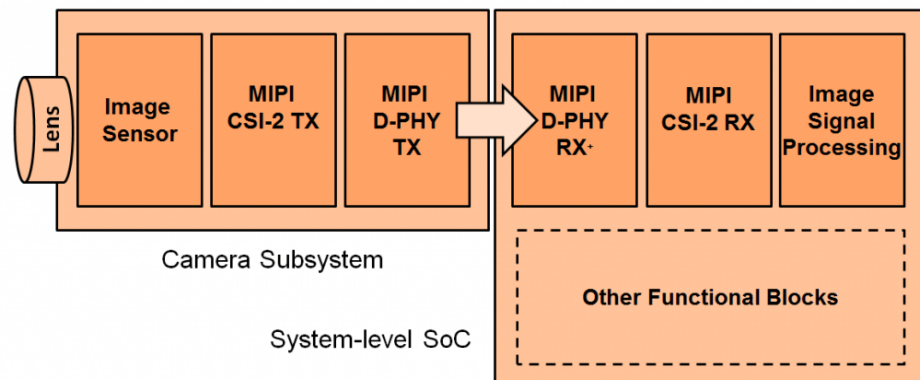 Lens
Image
Sensor
MIPI
CSI-2 TX
MIPI
D-PHY
TX
MIPI
D-PHY
RX+
MIPI
CSI-2 RX
Image
Signal
Processing
Camera Subsystem
Other Functional Blocks
System-level SoC